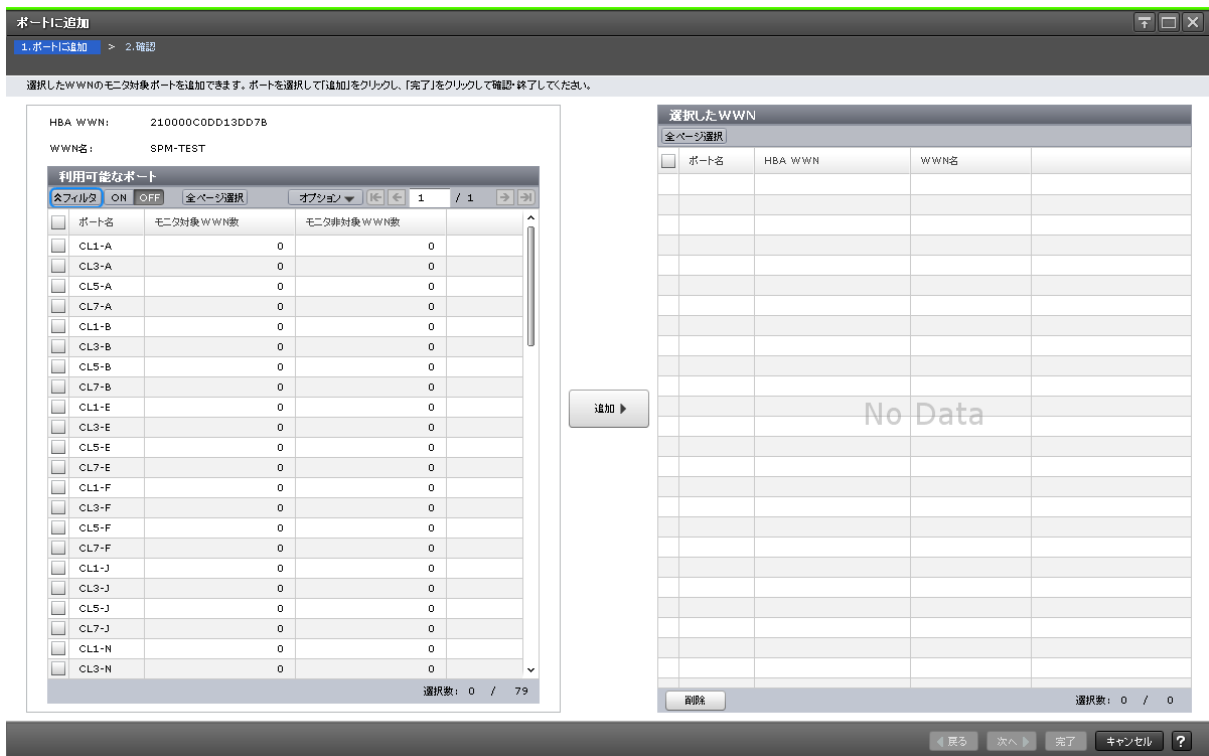 ポートに追加
1.ポートに追加 > 2.確認
選択したWWNのモニタ対象ポートを追加できます。ポートを選択して「追加」をクリックし、「完了」をクリックして確認・終了してください。
HBA WWN: 210000C0DD13DD7B
WWN名: SPM-TEST
利用可能なポート
フィルタ ON OFF 全ページ選択 オプション 1 / 1
ポート名 モニタ対象WWN数 モニタ非対象WWN数
CL1-A 0 0
CL3-A 0 0
CL5-A 0 0
CL7-A 0 0
CL1-B 0 0
CL3-B 0 0
CL5-B 0 0
CL7-B 0 0
CL1-E 0 0
CL3-E 0 0
CL5-E 0 0
CL7-E 0 0
CL1-F 0 0
CL3-F 0 0
CL5-F 0 0
CL7-F 0 0
CL1-J 0 0
CL3-J 0 0
CL5-J 0 0
CL7-J 0 0
CL1-N 0 0
CL3-N 0 0
選択数: 0 / 79
追加
選択したWWN
全ページ選択
ポート名 HBA WWN WWN名
No Data
削除 選択数: 0 / 0
戻る 次へ 完了 キャンセル ?